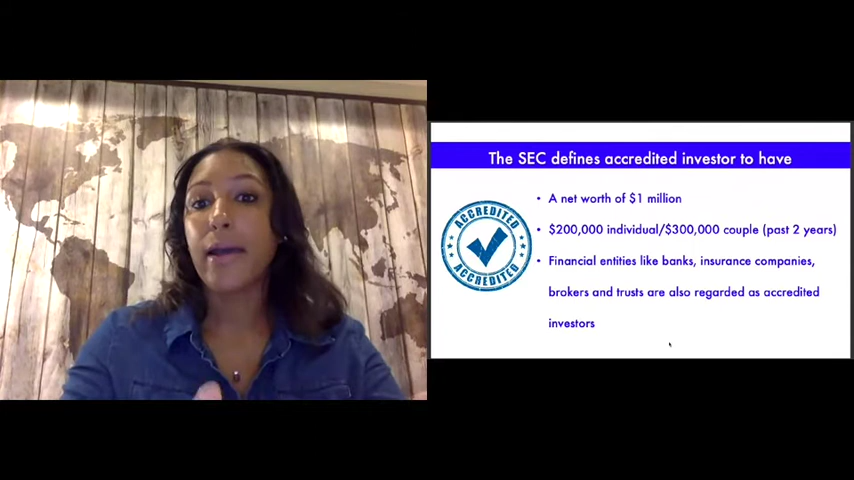 The SEC defines accredited investor to have
ACCREDITED
ACCREDITED
• A net worth of $1 million
• $200,000 individual/$300,000 couple (past 2 years)
• Financial entities like banks, insurance companies,
brokers and trusts are also regarded as accredited
investors